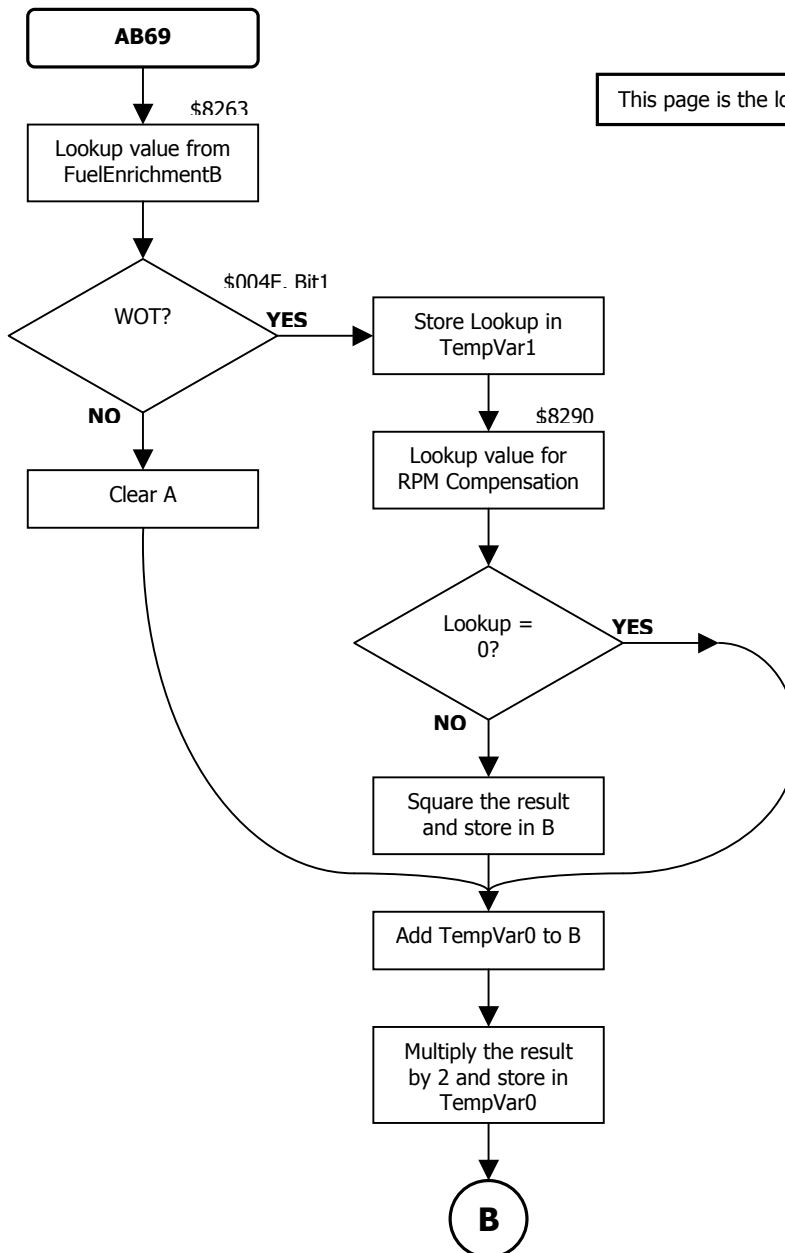 AB69
$8263
This page is the lo
Lookup value from
FuelEnrichmentB
$004E, Bit1
WOT?
YES
Store Lookup in
TempVar1
NO
$8290
Clear A
Lookup value for
RPM Compensation
Lookup =
0?
YES
NO
Square the result
and store in B
Add TempVar0 to B
Multiply the result
by 2 and store in
TempVar0
B